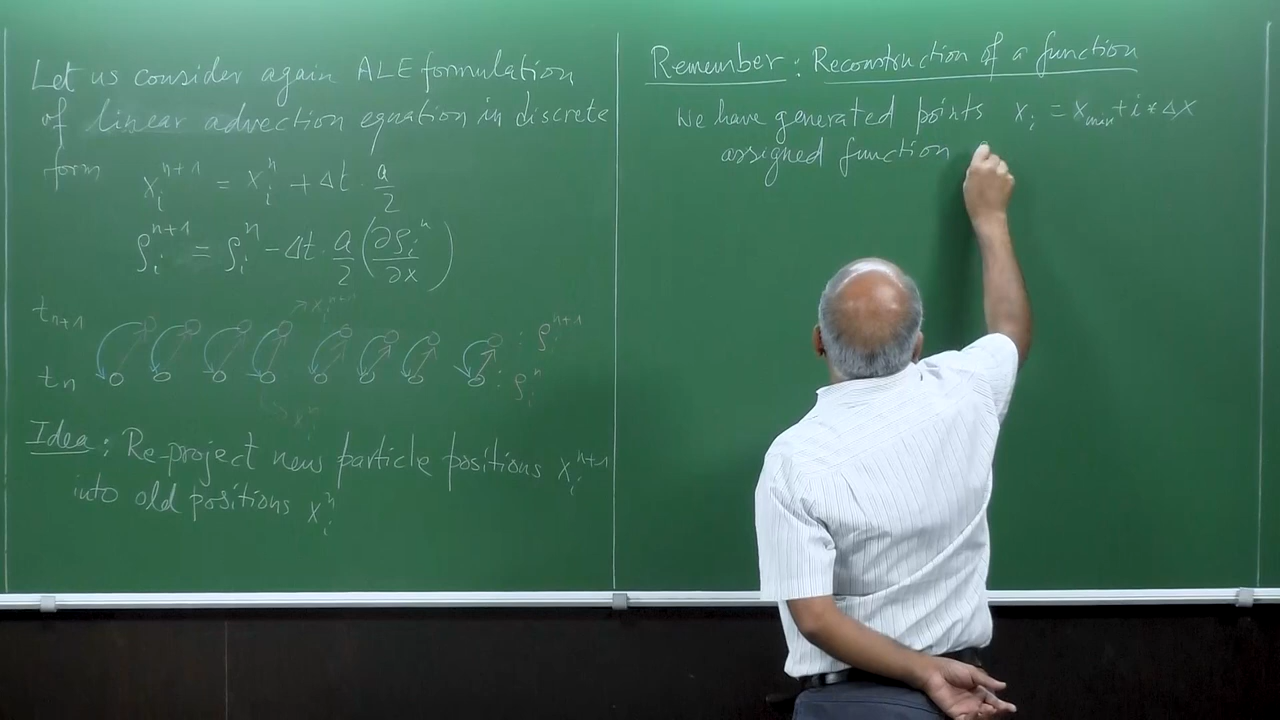 Let us consider again ALE formulation
of linear advection equation in discrete
form
x_i^{n+1} = x_i^n + Δt · a/2
ρ_i^{n+1} = ρ_i^n - Δt · a/2 (∂ρ_i^n/∂x)
x_i^{n+1}
t_{n+1} : ρ_i^{n+1}
t_n : ρ_i^n
Idea: Re-project new particle positions x_i^{n+1}
into old positions x_i^n
Remember: Reconstruction of a function
We have generated points x_i = x_min + i * Δx
assigned function